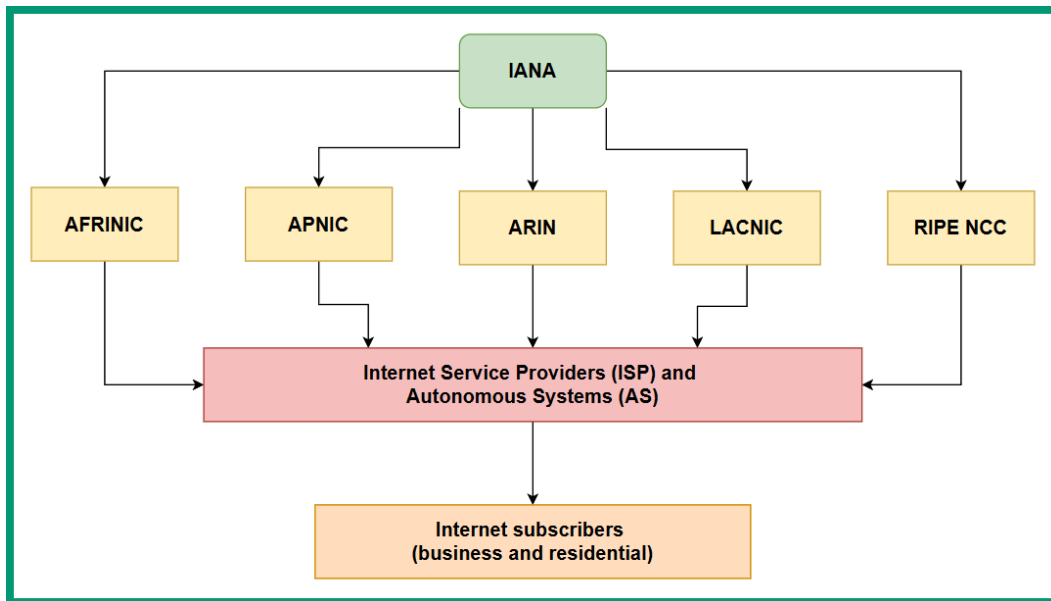 IANA
AFRINIC
APNIC
ARIN
LACNIC
RIPE NCC
Internet Service Providers (ISP) and
Autonomous Systems (AS)
Internet subscribers
(business and residential)